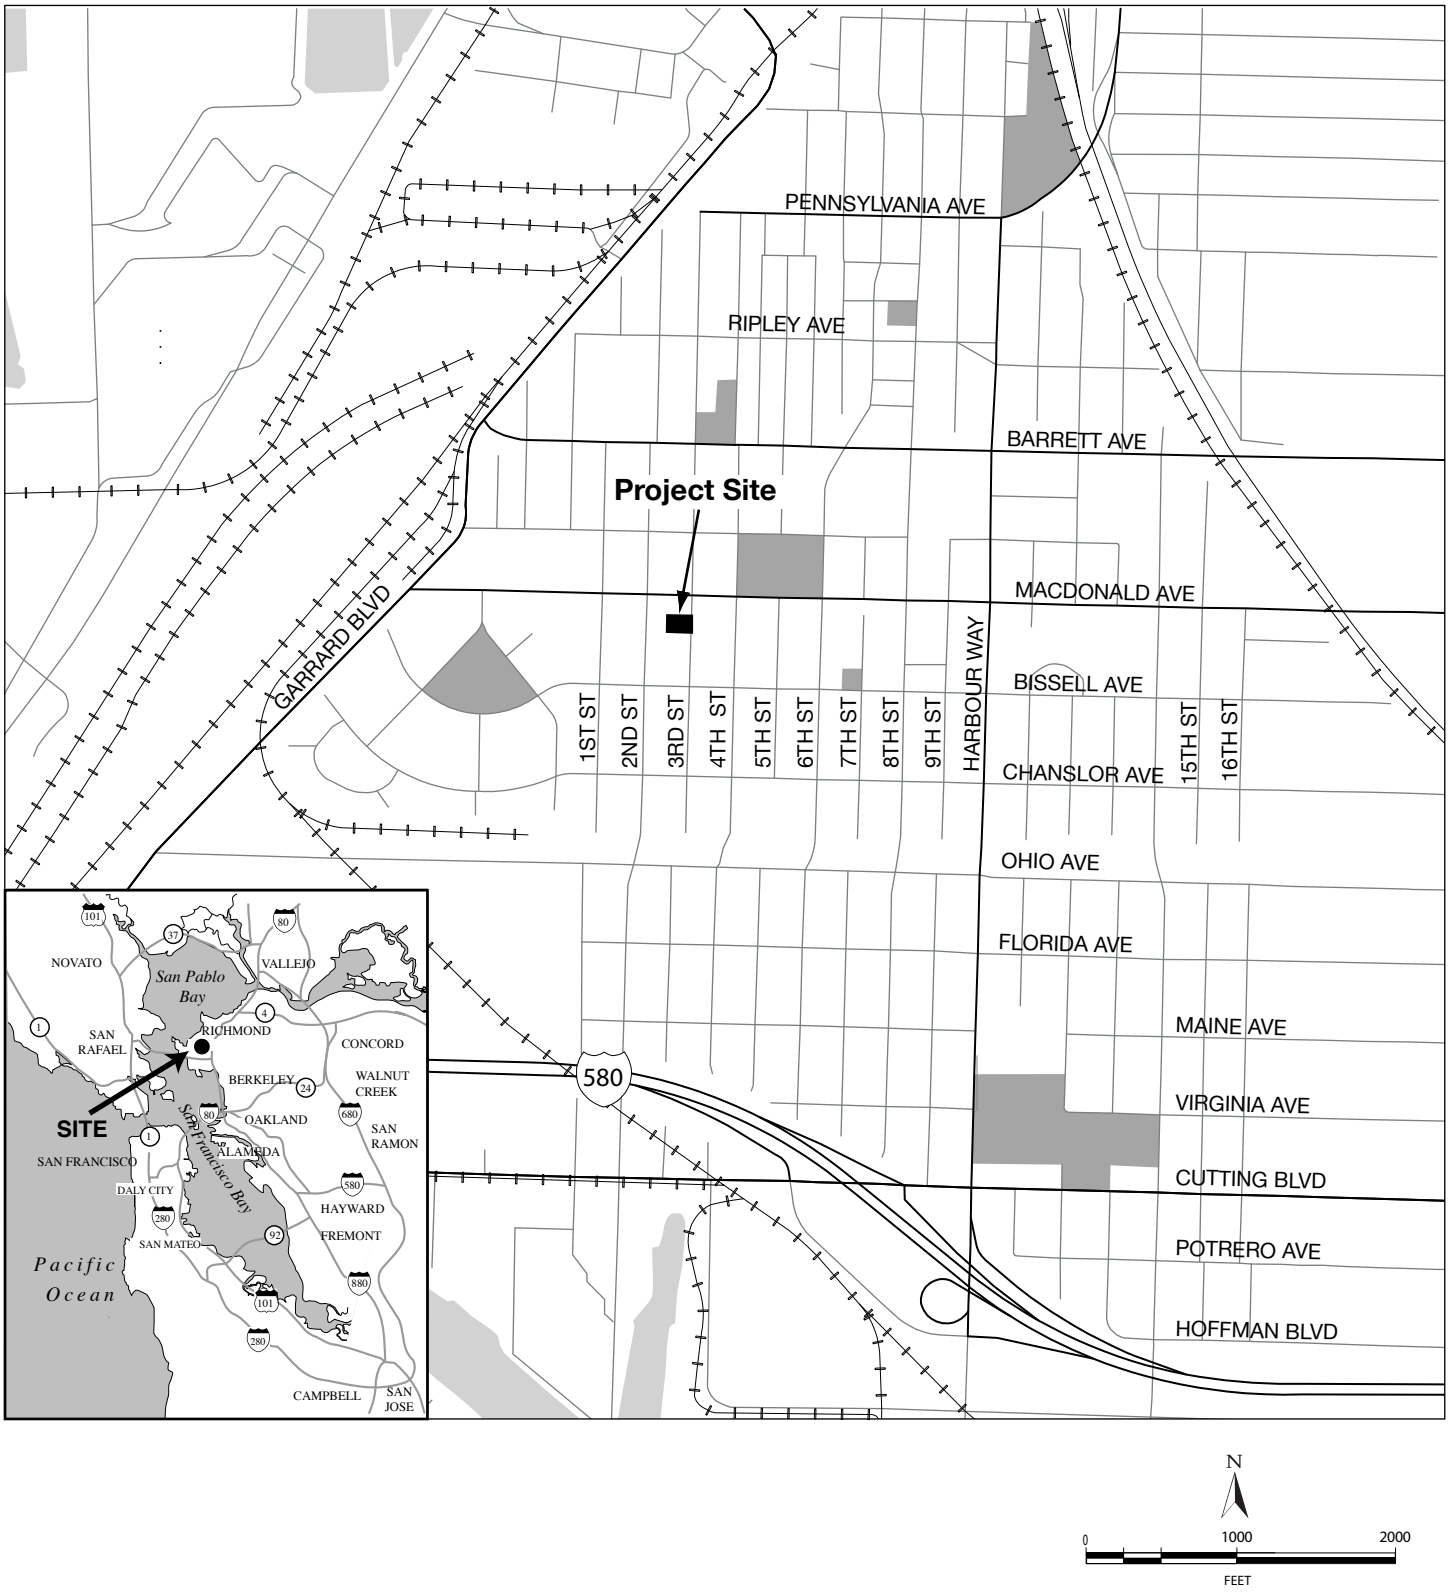 PENNSYLVANIA AVE
RIPLEY AVE
BARRETT AVE
Project Site
MACDONALD AVE
GARRARD BLVD
HARBOUR WAY
BISSELL AVE
1ST ST
2ND ST
3RD ST
4TH ST
5TH ST
6TH ST
7TH ST
8TH ST
9TH ST
15TH ST
16TH ST
CHANSLOR AVE
OHIO AVE
FLORIDA AVE
MAINE AVE
580
VIRGINIA AVE
CUTTING BLVD
POTRERO AVE
HOFFMAN BLVD
101
80
37
NOVATO
VALLEJO
San Pablo
Bay
4
1
RICHMOND
SAN
RAFAEL
CONCORD
BERKELEY
24
WALNUT
CREEK
80
680
OAKLAND
SITE
1
SAN
RAMON
ALAMEDA
SAN FRANCISCO
San Francisco Bay
580
DALY CITY
HAYWARD
280
92
FREMONT
SAN MATEO
Pacific
Ocean
880
101
280
CAMPBELL
SAN
JOSE
N
0
1000
2000
FEET